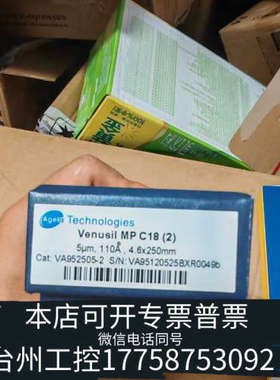 Agela Technologies
Venusil MP C18 (2)
5μm, 110Å, 4.6x250mm
Cat: VA952505-2 S/N: VA95120525BXR0049b
本店可开专票普票
微信电话同号
台州工控17758753092